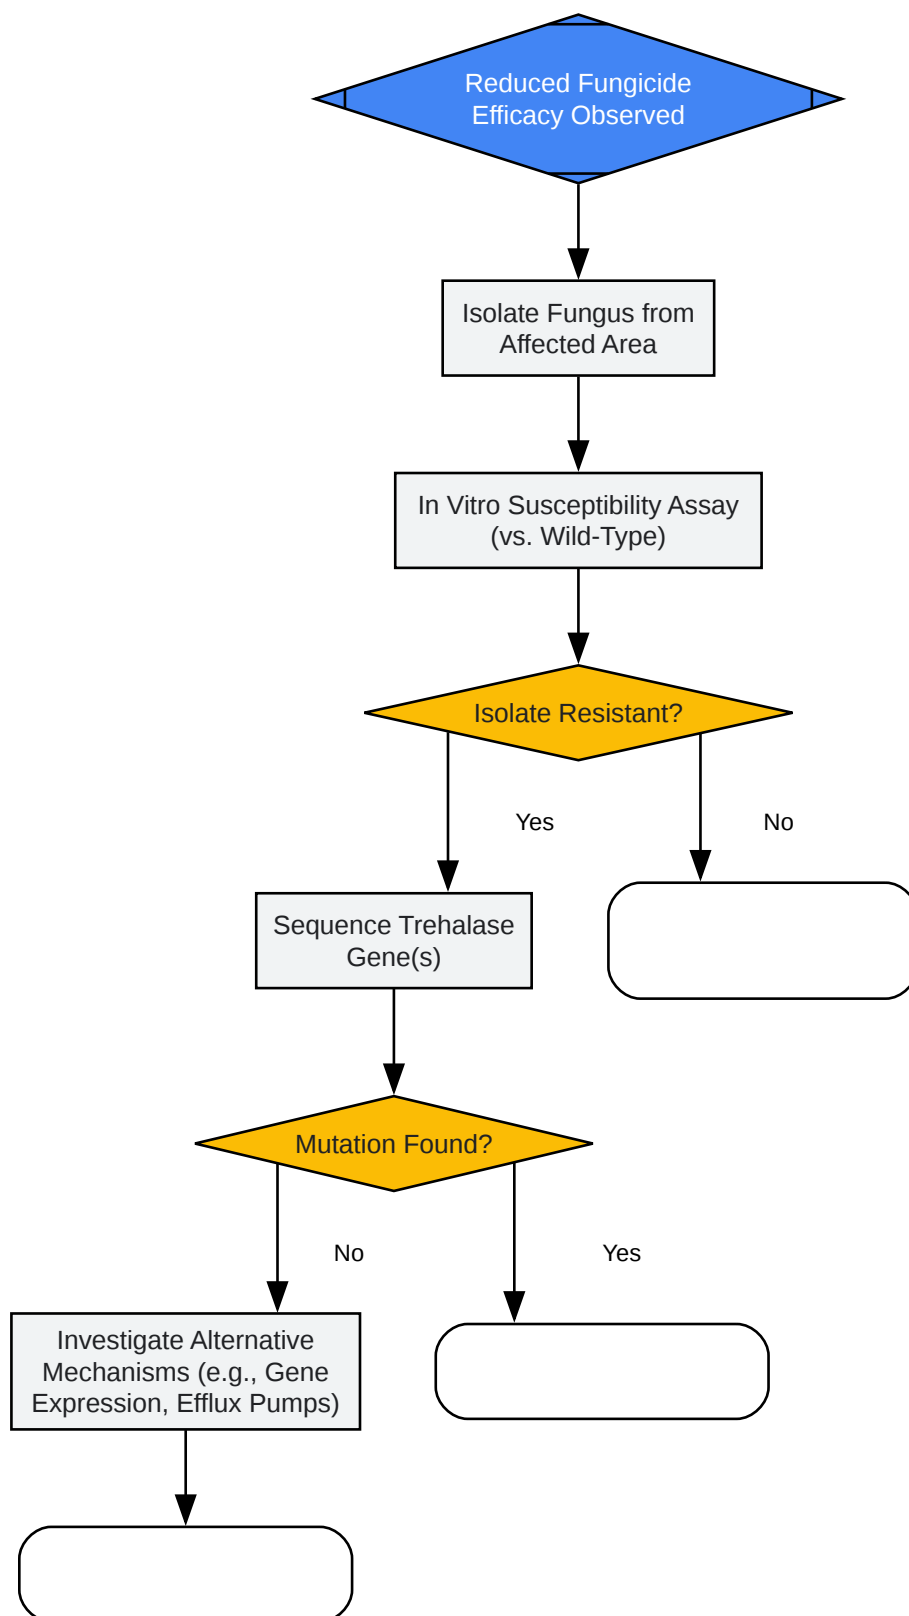 Reduced Fungicide
Efficacy Observed
Isolate Fungus from
Affected Area
In Vitro Susceptibility Assay
(vs. Wild-Type)
Isolate Resistant?
Yes
No
Sequence Trehalase
Gene(s)
Mutation Found?
No
Yes
Investigate Alternative
Mechanisms (e.g., Gene
Expression, Efflux Pumps)